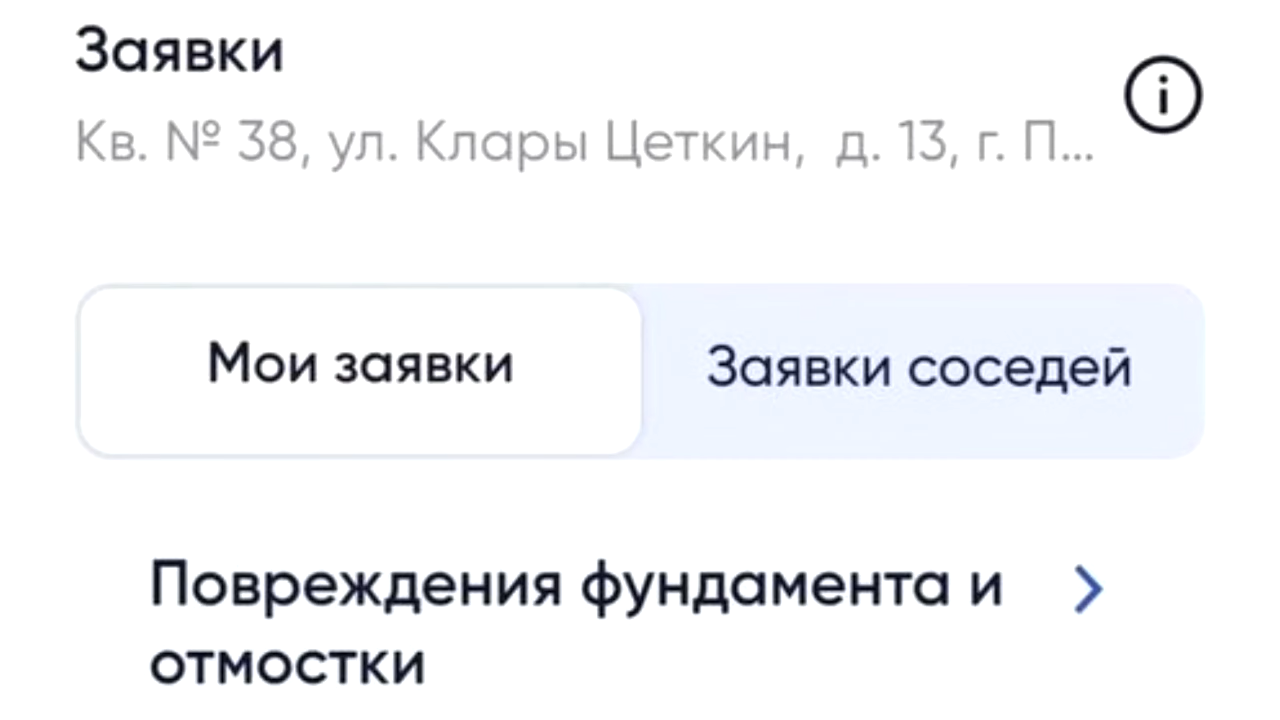 Заявки
Кв. № 38, ул. Клары Цеткин, д. 13, г. П...
Мои заявки
Заявки соседей
Повреждения фундамента и
отмостки